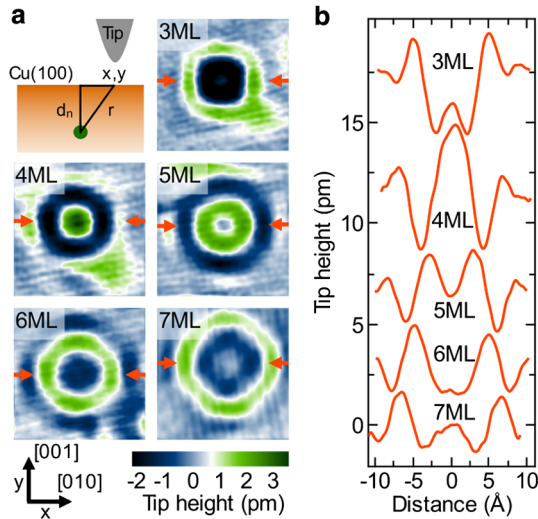 a
Tip
Cu(100)
x,y
dn
r
3ML
4ML
5ML
6ML
7ML
[001]
y
[010]
x
-2 -1 0 1 2 3
Tip height (pm)
b
3ML
15
4ML
10
Tip height (pm)
5
5ML
6ML
0
7ML
-10 -5 0 5 10
Distance (Å)